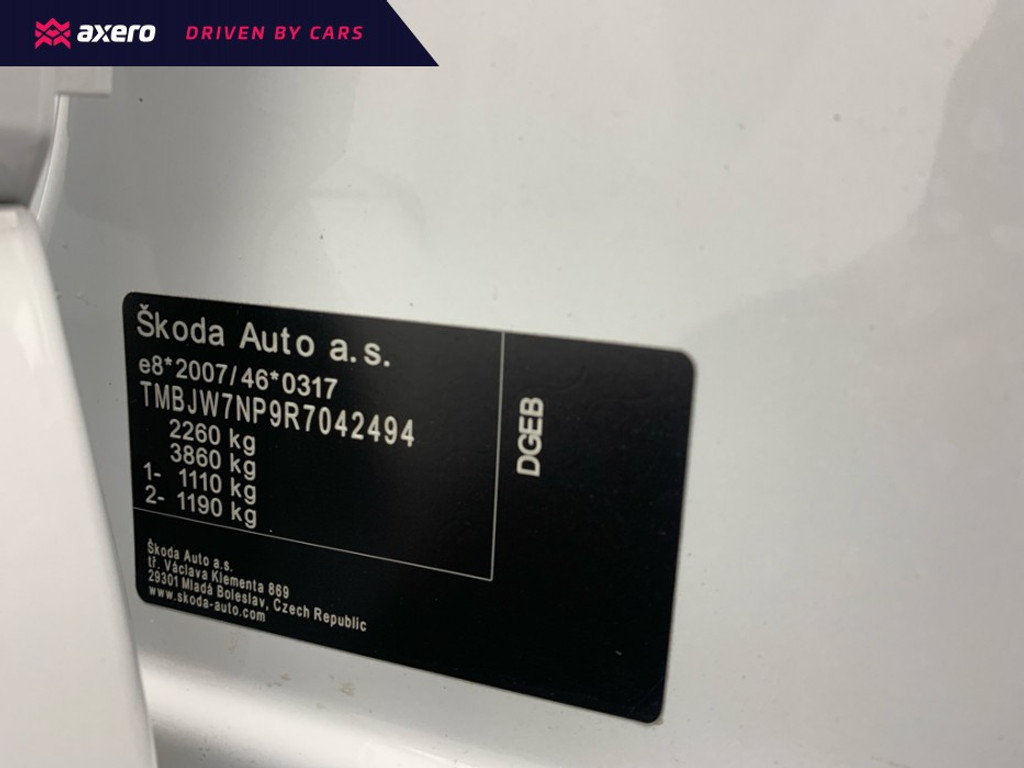 axero DRIVEN BY CARS
Škoda Auto a.s.
e8*2007/46*0317
TMBJW7NP9R7042494
2260 kg
3860 kg
1- 1110 kg
2- 1190 kg
DGEB
Škoda Auto a.s.
tř. Václava Klementa 869
29301 Mladá Boleslav, Czech Republic
www.skoda-auto.com